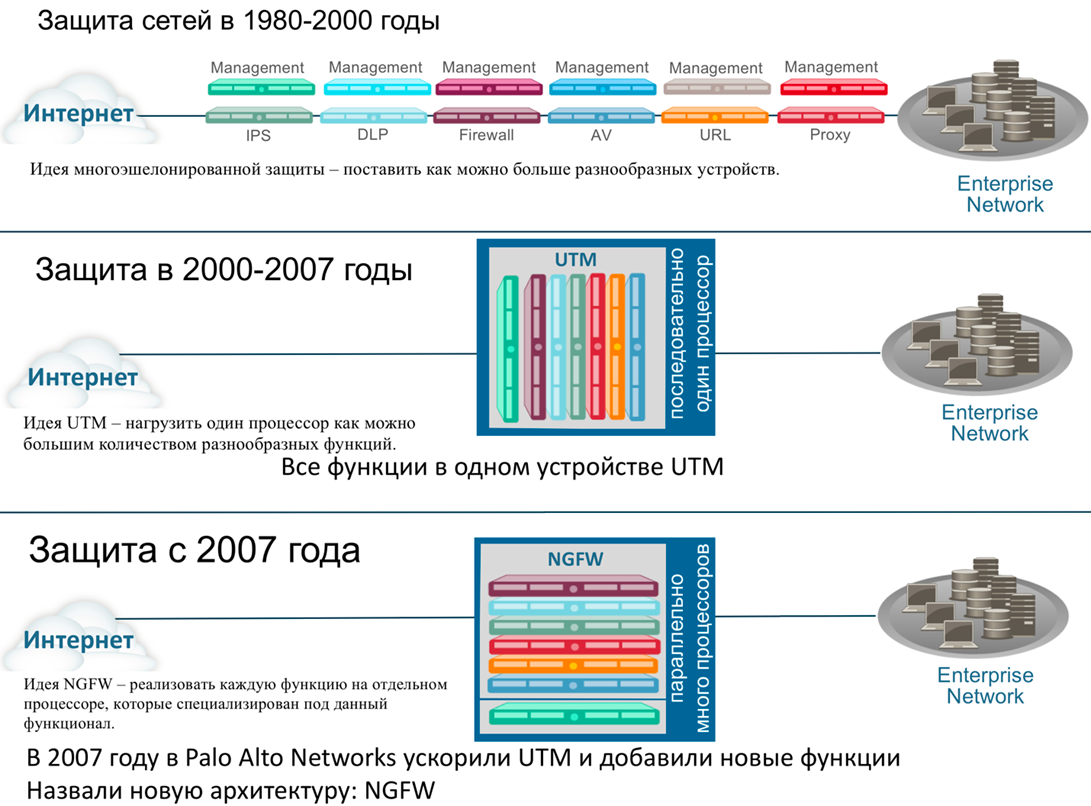 Защита сетей в 1980-2000 годы
Management Management Management Management Management Management
Интернет
IPS DLP Firewall AV URL Proxy
Идея многоэшелонированной защиты – поставить как можно больше разнообразных устройств.
Enterprise
Network
Защита в 2000-2007 годы
UTM
последовательно
один процессор
Интернет
Идея UTM – нагрузить один процессор как можно
большим количеством разнообразных функций.
Enterprise
Network
Все функции в одном устройстве UTM
Защита с 2007 года
NGFW
параллельно
много процессоров
Интернет
Идея NGFW – реализовать каждую функцию на отдельном
процессоре, которые специализирован под данный
функционал.
Enterprise
Network
В 2007 году в Palo Alto Networks ускорили UTM и добавили новые функции
Назвали новую архитектуру: NGFW